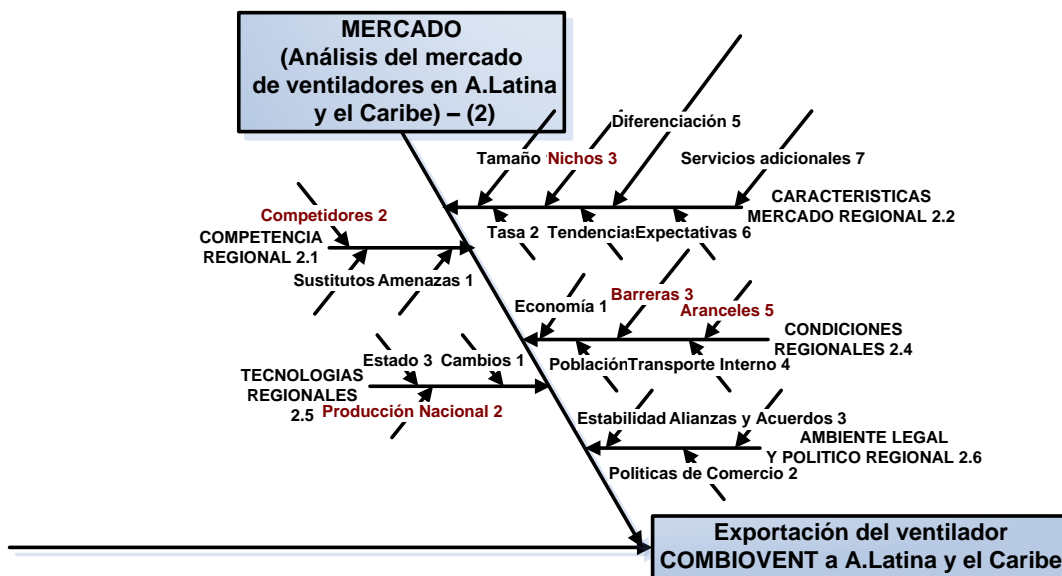 MERCADO
(Análisis del mercado
de ventiladores en A.Latina
y el Caribe) – (2)
Diferenciación 5
Tamaño
Nichos 3
Servicios adicionales 7
CARACTERISTICAS
MERCADO REGIONAL 2.2
Tasa 2
Tendencias
Expectativas 6
Competidores 2
COMPETENCIA
REGIONAL 2.1
Sustitutos
Amenazas 1
Economía 1
Barreras 3
Aranceles 5
CONDICIONES
REGIONALES 2.4
Población
Transporte Interno 4
Estado 3
Cambios 1
TECNOLOGIAS
REGIONALES
2.5
Producción Nacional 2
Estabilidad
Alianzas y Acuerdos 3
AMBIENTE LEGAL
Y POLITICO REGIONAL 2.6
Politicas de Comercio 2
Exportación del ventilador
COMBIOVENT a A.Latina y el Caribe